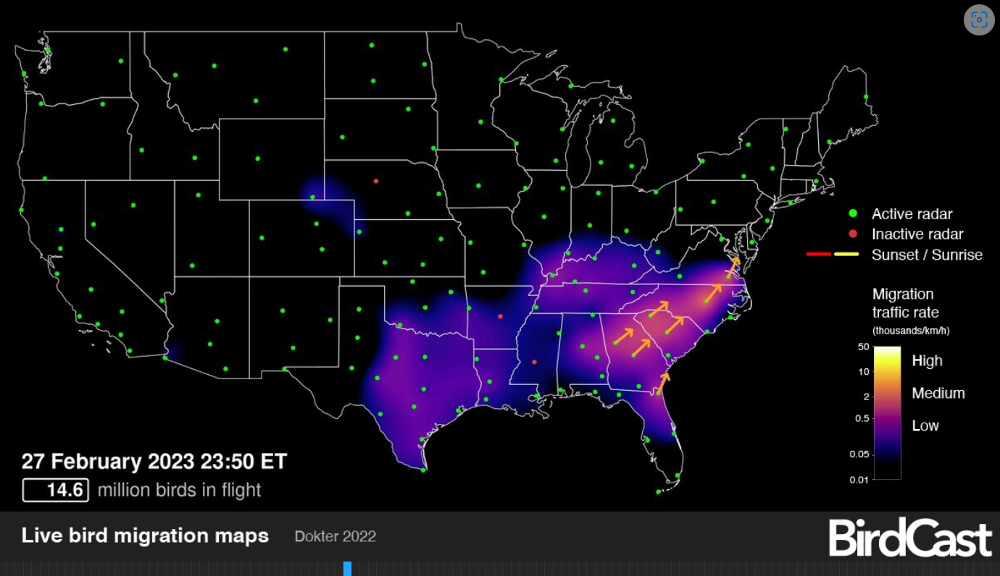 Active radar
Inactive radar
Sunset / Sunrise
Migration
traffic rate
(thousands/km/h)
50
High
10
2
Medium
0.5
Low
0.05
0.01
27 February 2023 23:50 ET
14.6 million birds in flight
Live bird migration maps Dokter 2022
BirdCast